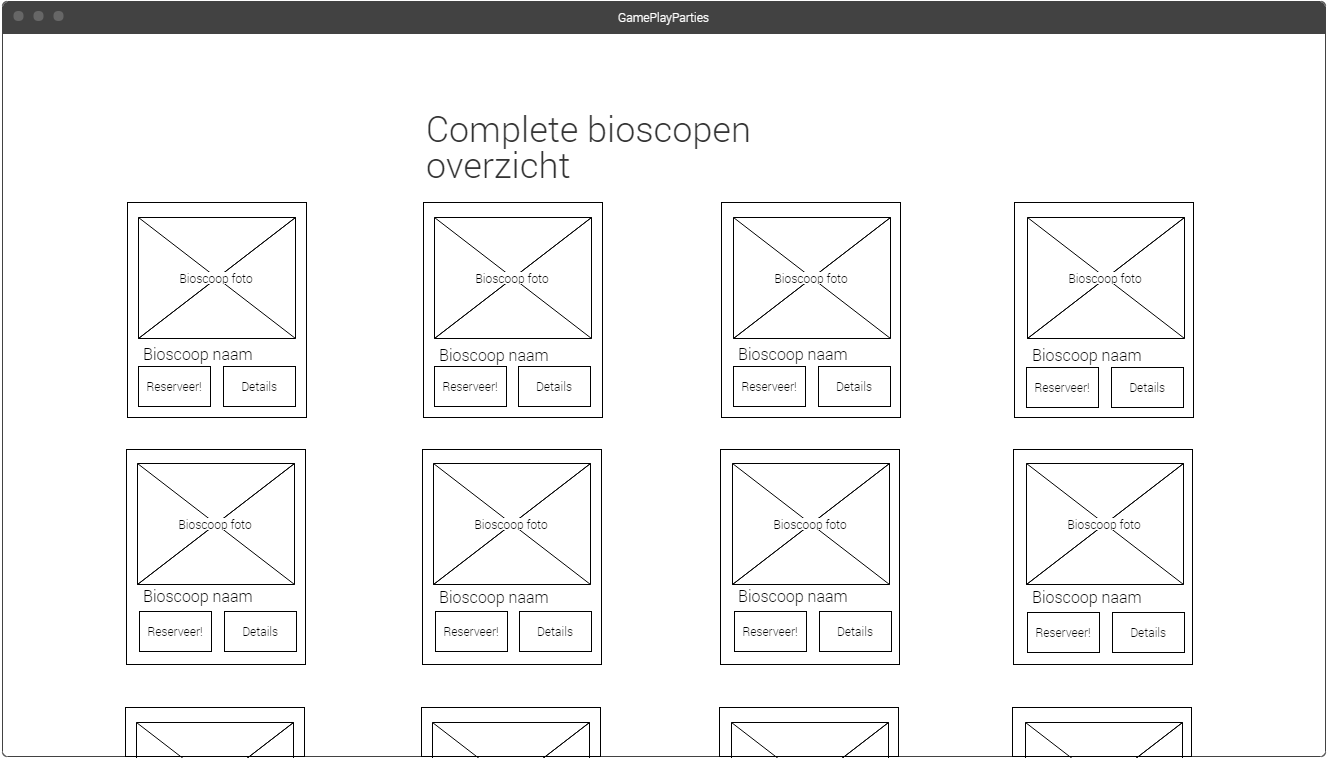 GamePlayParties
Complete bioscopen
overzicht
Bioscoop foto
Bioscoop foto
Bioscoop foto
Bioscoop foto
Bioscoop naam
Bioscoop naam
Bioscoop naam
Bioscoop naam
Reserveer!
Details
Reserveer!
Details
Reserveer!
Details
Reserveer!
Details
Bioscoop foto
Bioscoop foto
Bioscoop foto
Bioscoop foto
Bioscoop naam
Bioscoop naam
Bioscoop naam
Bioscoop naam
Reserveer!
Details
Reserveer!
Details
Reserveer!
Details
Reserveer!
Details